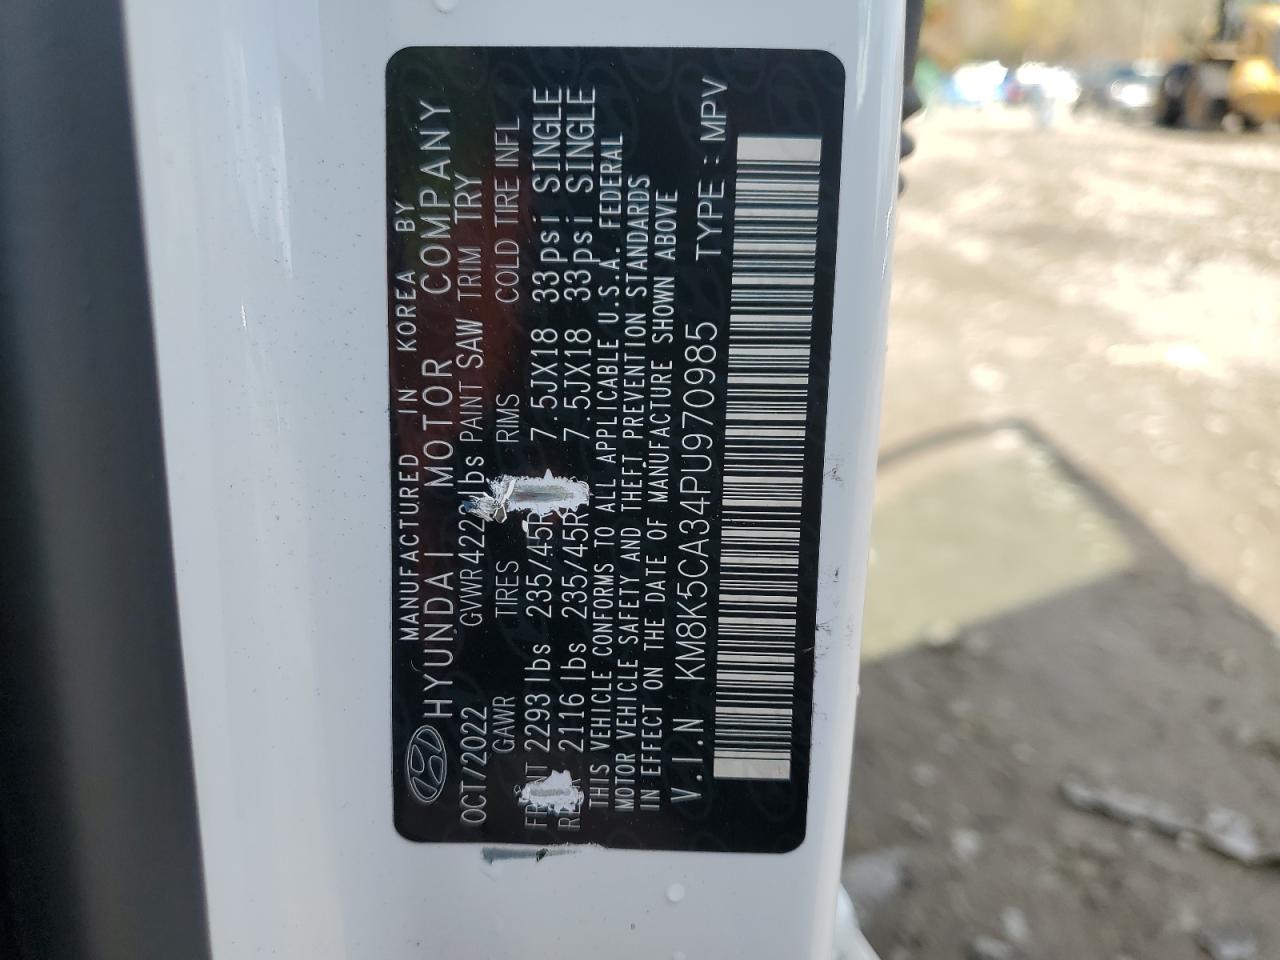 MANUFACTURED IN KOREA BY
HYUNDAI MOTOR COMPANY
OCT/2022 GVWR 4222 lbs PAINT SAW TRIM TRY
GAWR TIRES RIMS COLD TIRE INFL
FRONT 2293 lbs 235/45R 7.5JX18 33psi SINGLE
REAR 2116 lbs 235/45R 7.5JX18 33psi SINGLE
THIS VEHICLE CONFORMS TO ALL APPLICABLE U.S.A. FEDERAL
MOTOR VEHICLE SAFETY AND THEFT PREVENTION STANDARDS
IN EFFECT ON THE DATE OF MANUFACTURE SHOWN ABOVE
V.I.N KM8K5CA34PU970985 TYPE : MPV